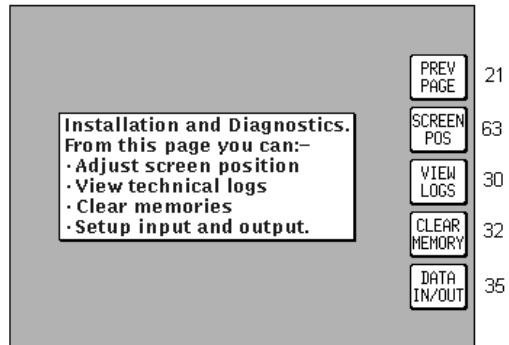 Installation and Diagnostics.
From this page you can:–
·Adjust screen position
·View technical logs
·Clear memories
·Setup input and output.
PREV
PAGE
21
SCREEN
POS
63
VIEW
LOGS
30
CLEAR
MEMORY
32
DATA
IN/OUT
35